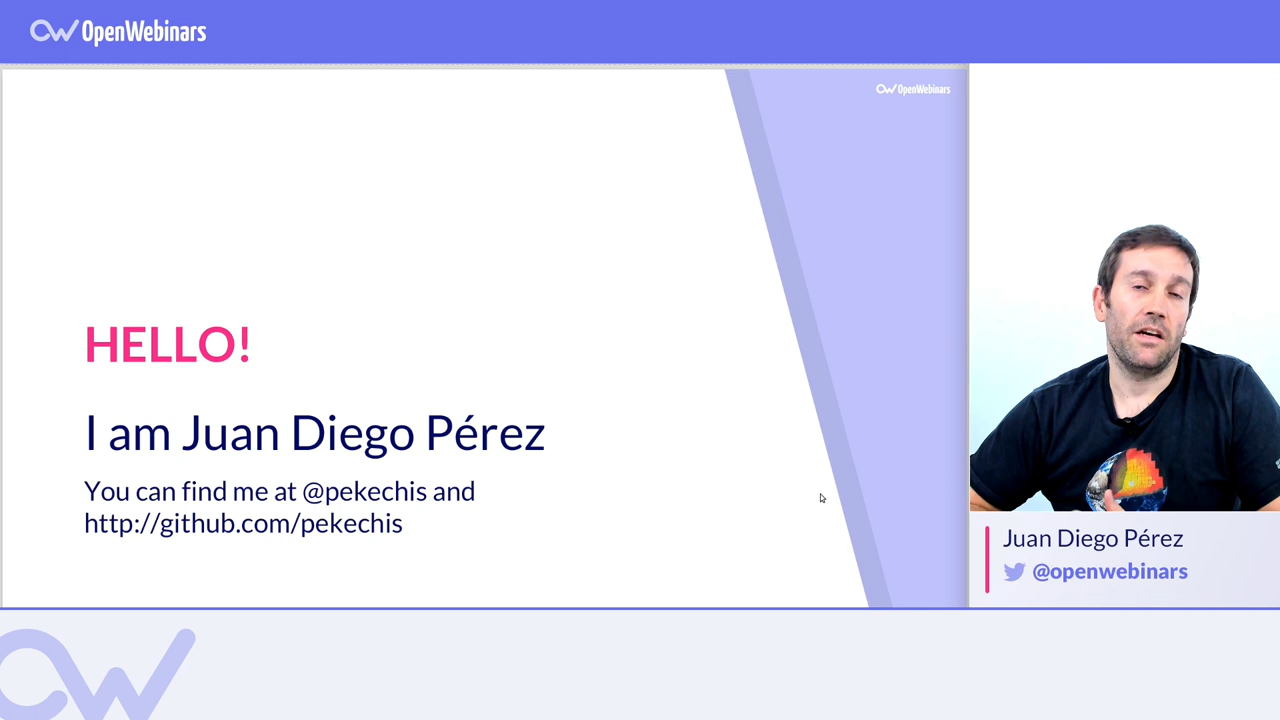 OpenWebinars
OpenWebinars
HELLO!
I am Juan Diego Pérez
You can find me at @pekechis and
http://github.com/pekechis
Juan Diego Pérez
@openwebinars